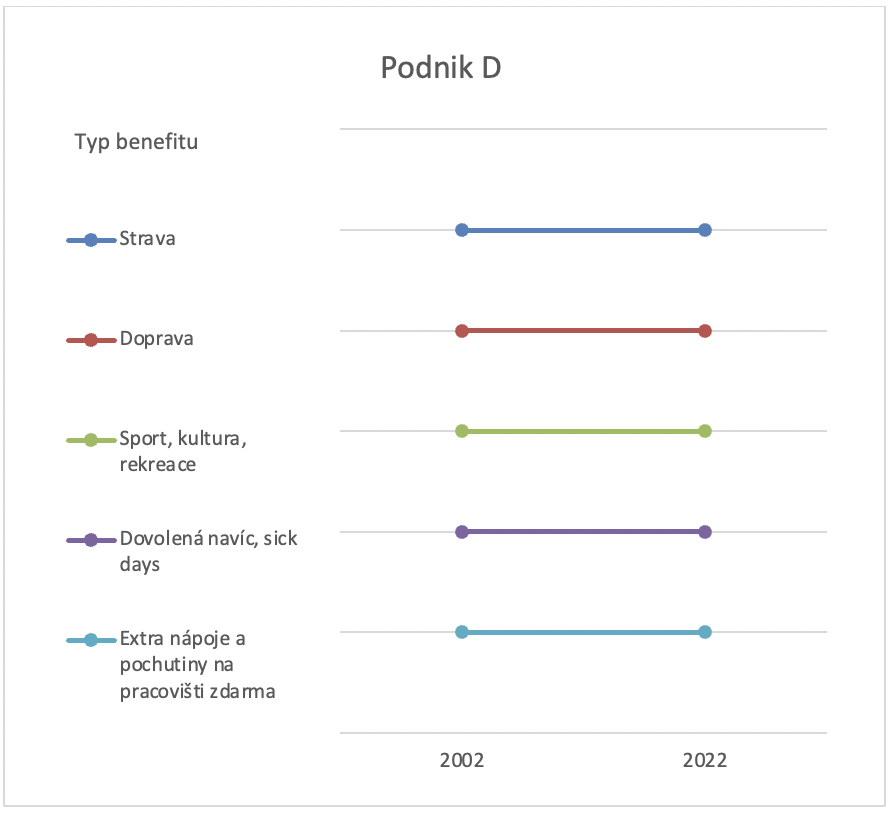 Podnik D
Typ benefitu
Strava
Doprava
Sport, kultura,
rekreace
Dovolená navíc, sick
days
Extra nápoje a
pochutiny na
pracovišti zdarma
2002
2022